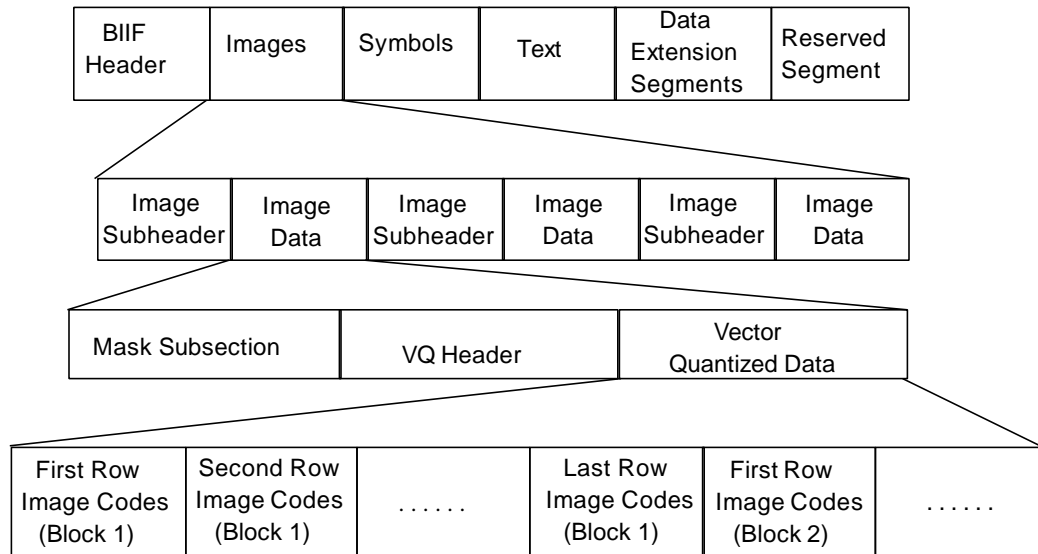 BIIF
Header
Images
Symbols
Text
Data
Extension
Segments
Reserved
Segment
Image
Subheader
Image
Data
Image
Subheader
Image
Data
Image
Subheader
Image
Data
Mask Subsection
VQ Header
Vector
Quantized Data
First Row
Image Codes
(Block 1)
Second Row
Image Codes
(Block 1)
. . . . . .
Last Row
Image Codes
(Block 1)
First Row
Image Codes
(Block 2)
. . . . . .